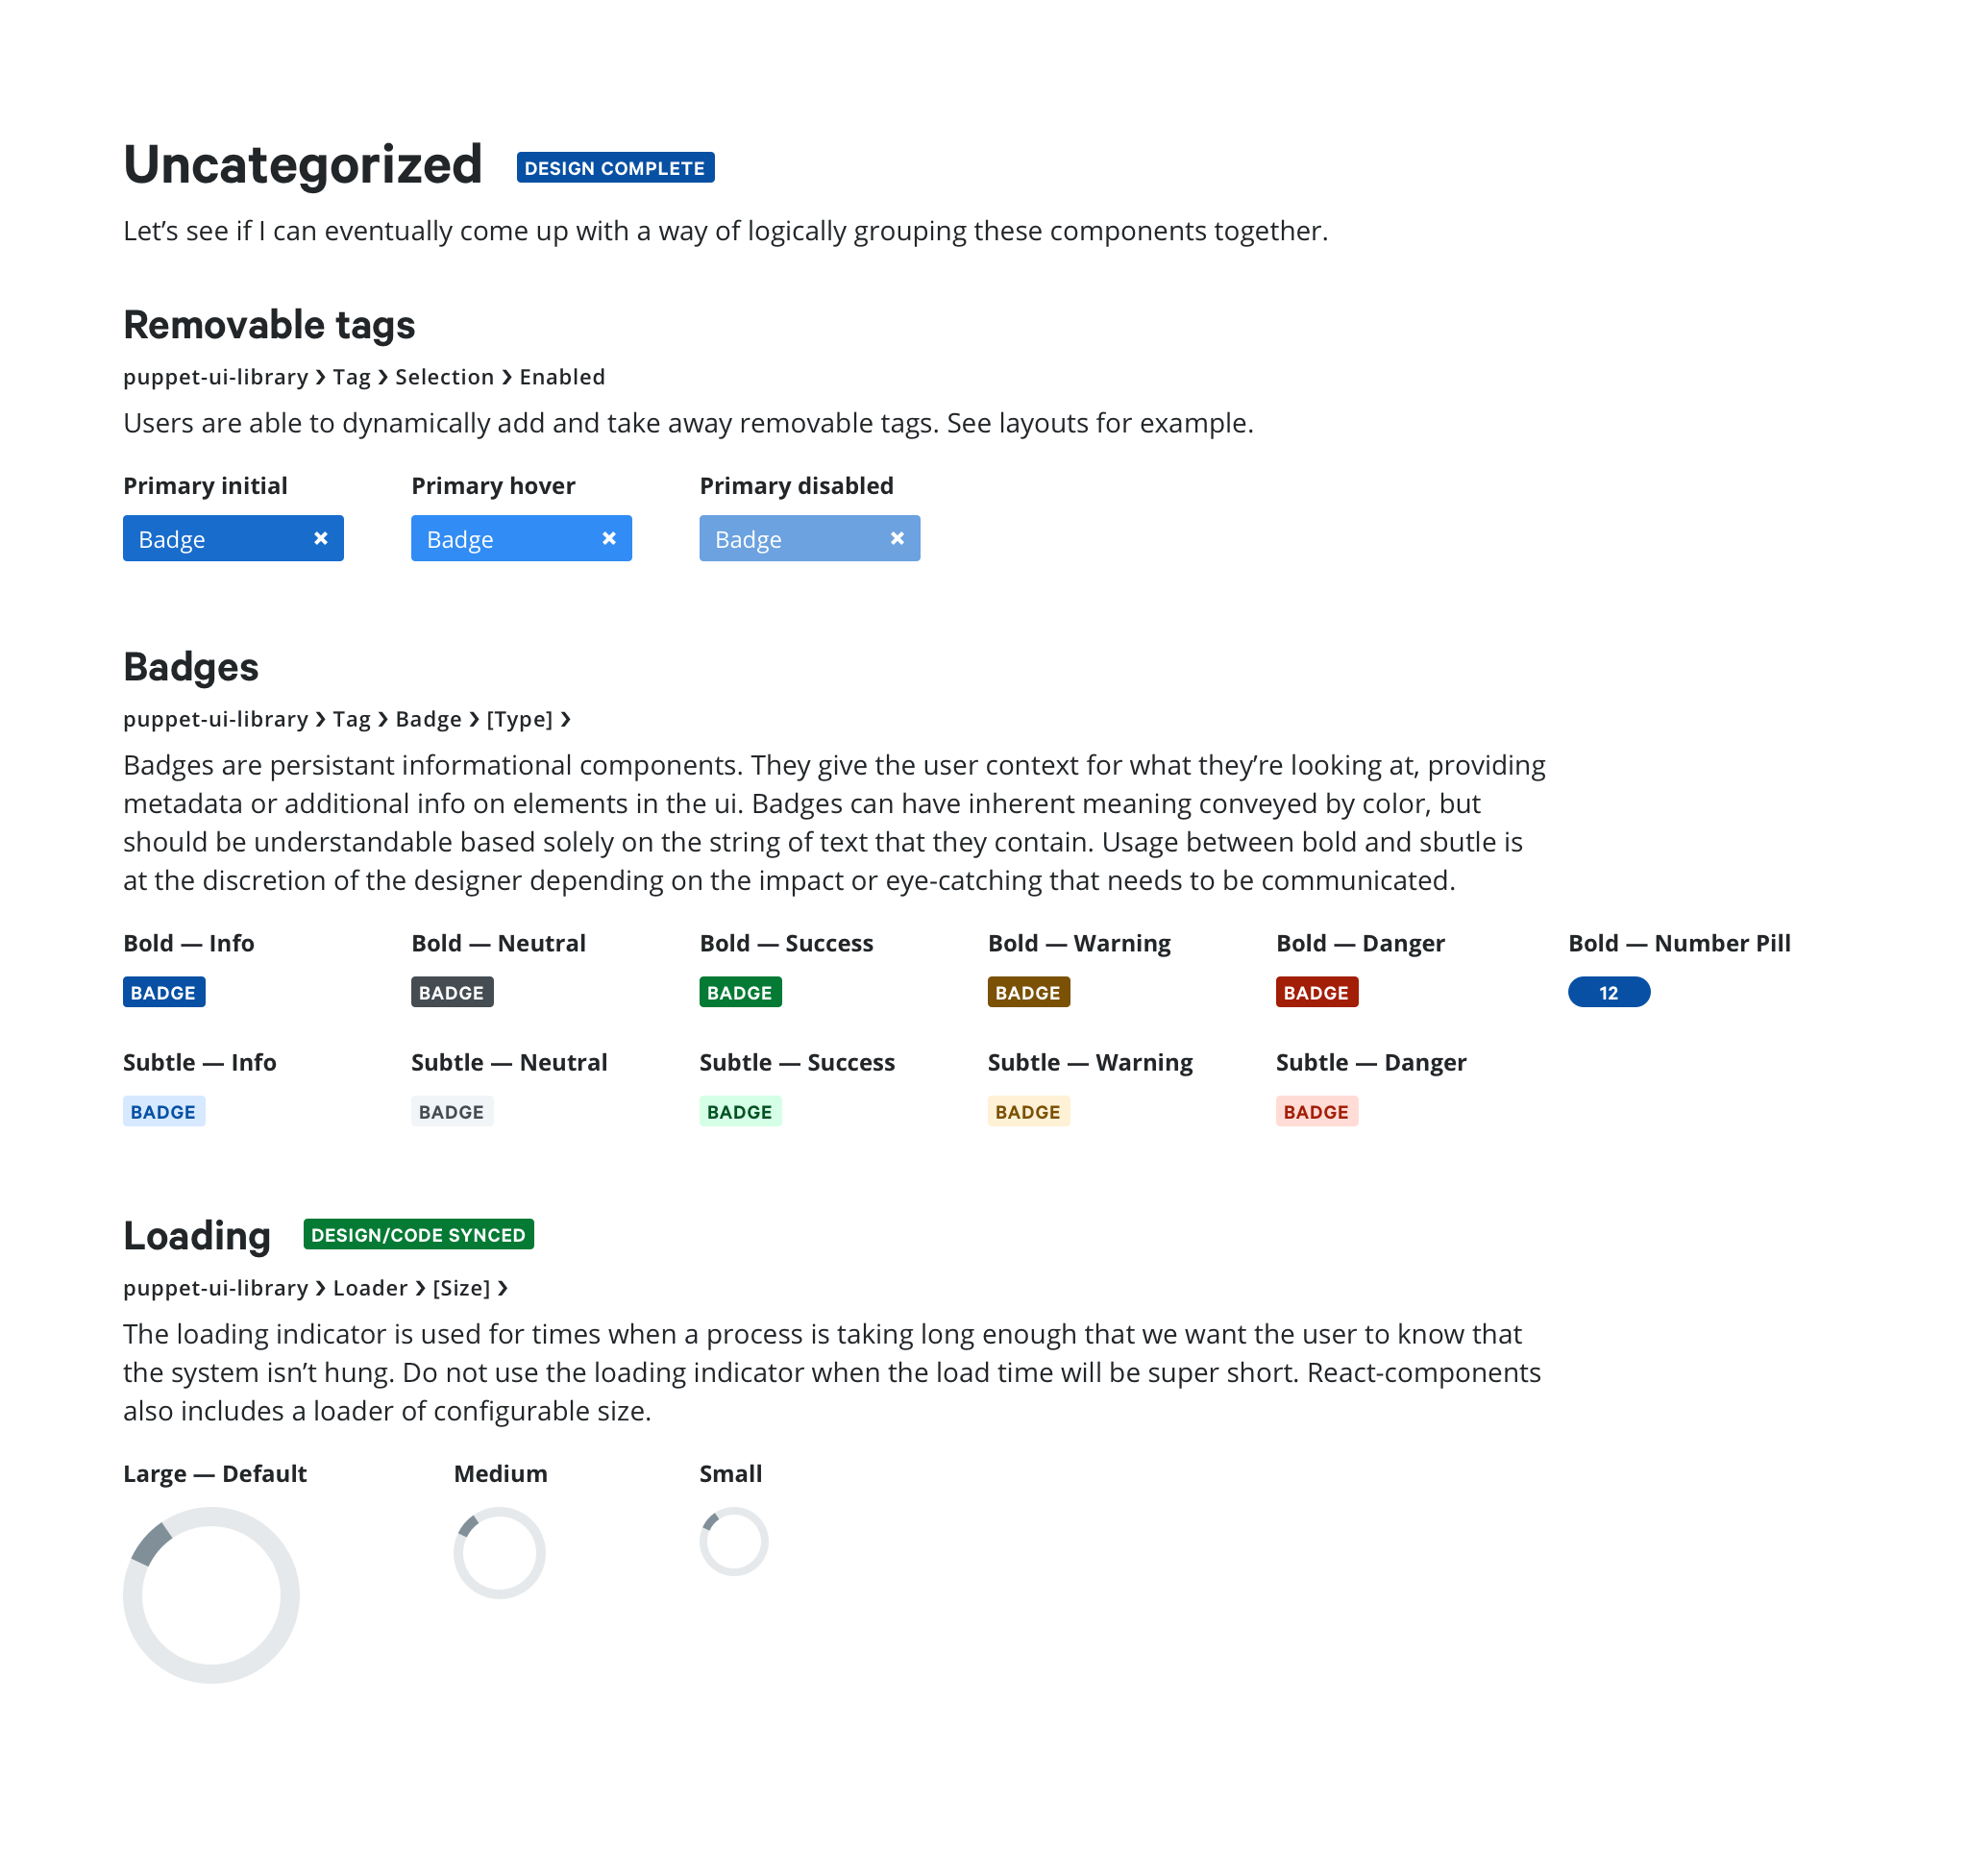 Uncategorized DESIGN COMPLETE
Let’s see if I can eventually come up with a way of logically grouping these components together.
Removable tags
puppet-ui-library ❯ Tag ❯ Selection ❯ Enabled
Users are able to dynamically add and take away removable tags. See layouts for example.
Primary initial Primary hover Primary disabled
Badge × Badge × Badge ×
Badges
puppet-ui-library ❯ Tag ❯ Badge ❯ [Type] ❯
Badges are persistant informational components. They give the user context for what they’re looking at, providing
metadata or additional info on elements in the ui. Badges can have inherent meaning conveyed by color, but
should be understandable based solely on the string of text that they contain. Usage between bold and sbutle is
at the discretion of the designer depending on the impact or eye-catching that needs to be communicated.
Bold — Info Bold — Neutral Bold — Success Bold — Warning Bold — Danger Bold — Number Pill
BADGE BADGE BADGE BADGE BADGE 12
Subtle — Info Subtle — Neutral Subtle — Success Subtle — Warning Subtle — Danger
BADGE BADGE BADGE BADGE BADGE
Loading DESIGN/CODE SYNCED
puppet-ui-library ❯ Loader ❯ [Size] ❯
The loading indicator is used for times when a process is taking long enough that we want the user to know that
the system isn’t hung. Do not use the loading indicator when the load time will be super short. React-components
also includes a loader of configurable size.
Large — Default Medium Small